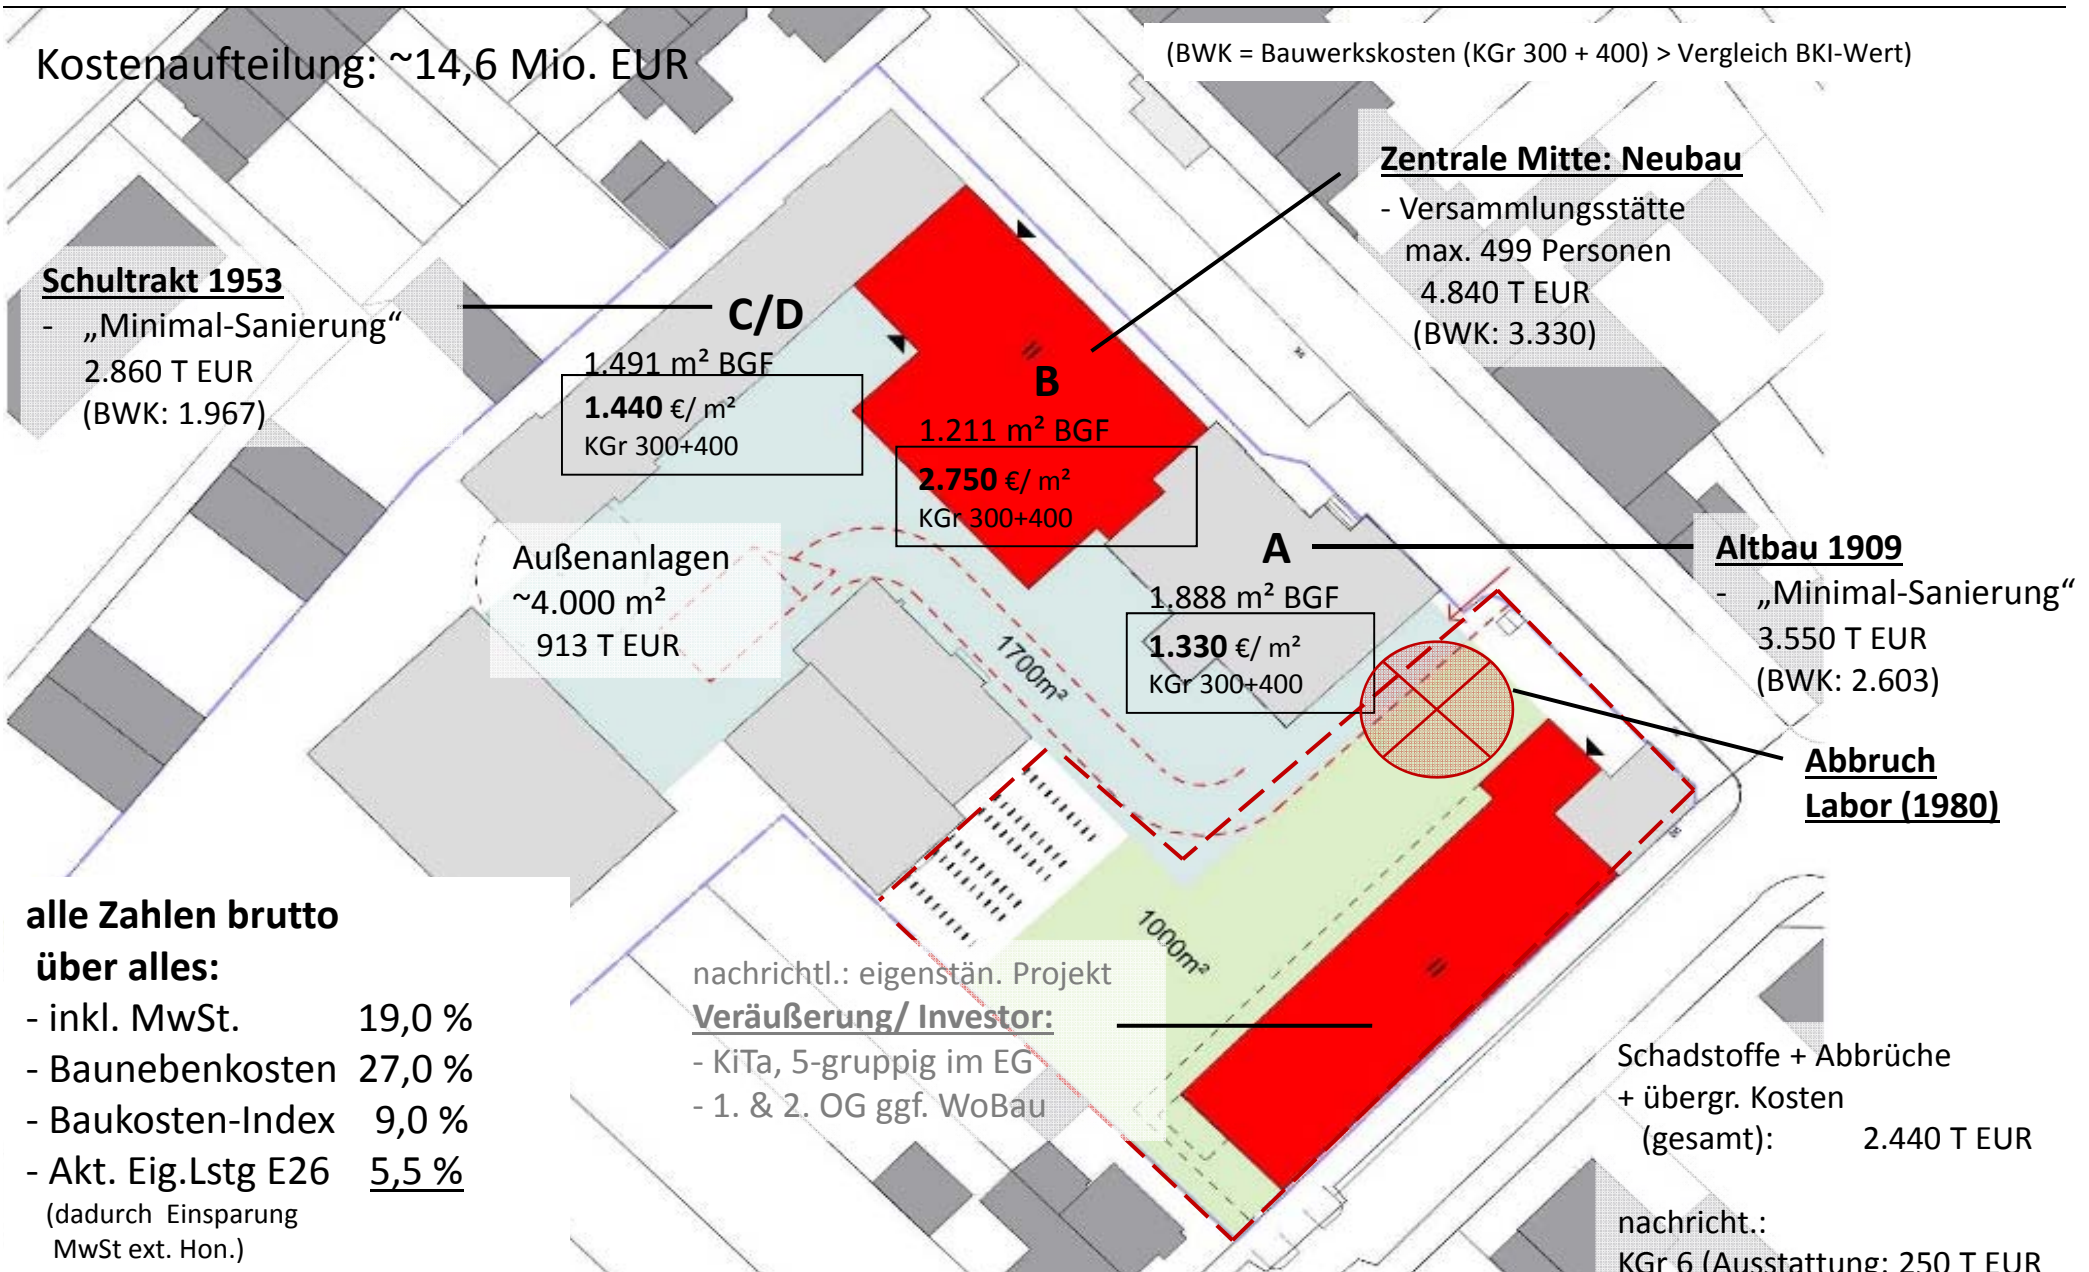 Kostenaufteilung: ~14,6 Mio. EUR
(BWK = Bauwerkskosten (KGr 300 + 400) > Vergleich BKI-Wert)
Zentrale Mitte: Neubau
- Versammlungsstätte
max. 499 Personen
4.840 T EUR
(BWK: 3.330)
Schultrakt 1953
- „Minimal-Sanierung“
2.860 T EUR
(BWK: 1.967)
C/D
1.491 m² BGF
1.440 €/ m²
KGr 300+400
II
B
1.211 m² BGF
2.750 €/ m²
KGr 300+400
A
1.888 m² BGF
1.330 €/ m²
KGr 300+400
Altbau 1909
- „Minimal-Sanierung“
3.550 T EUR
(BWK: 2.603)
Außenanlagen
~4.000 m²
913 T EUR
1700m²
Abbruch
Labor (1980)
1000m²
II
alle Zahlen brutto
über alles:
- inkl. MwSt. 19,0 %
- Baunebenkosten 27,0 %
- Baukosten-Index 9,0 %
- Akt. Eig.Lstg E26 5,5 %
(dadurch Einsparung
MwSt ext. Hon.)
nachrichtl.: eigenstän. Projekt
Veräußerung/ Investor:
- KiTa, 5-gruppig im EG
- 1. & 2. OG ggf. WoBau
Schadstoffe + Abbrüche
+ übergr. Kosten
(gesamt): 2.440 T EUR
nachricht.:
KGr 6 (Ausstattung: 250 T EUR